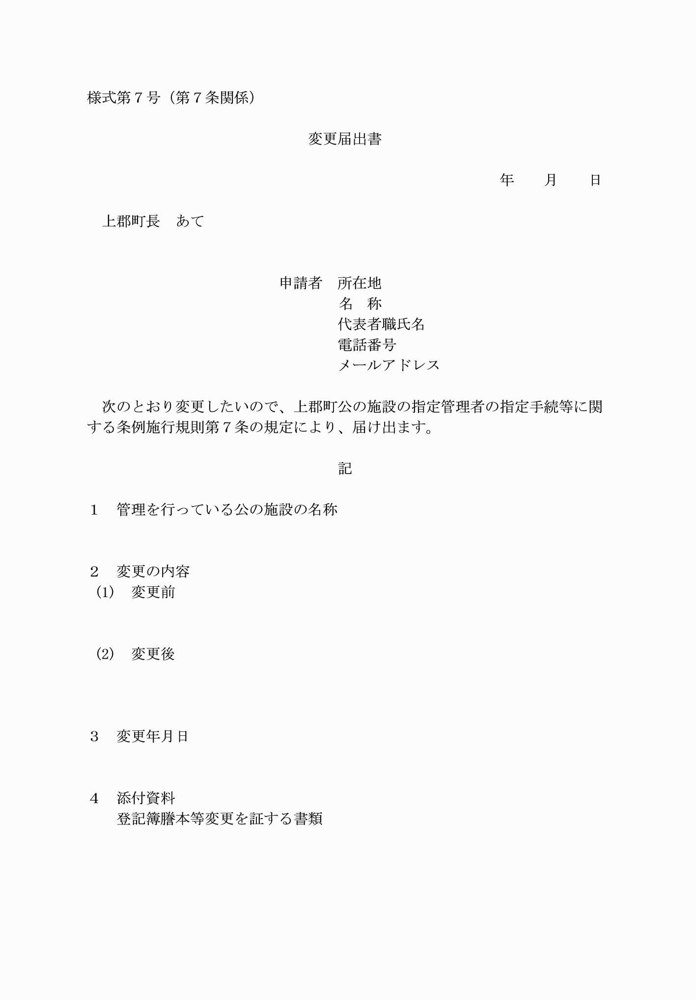 様式第７号（第７条関係）
変更届出書
年　　月　　日
上郡町長　あて
申請者　所在地
名　称
代表者職氏名
電話番号
メールアドレス
次のとおり変更したいので、上郡町公の施設の指定管理者の指定手続等に関
する条例施行規則第７条の規定により、届け出ます。
記
１　管理を行っている公の施設の名称
２　変更の内容
(1)　変更前
(2)　変更後
３　変更年月日
４　添付資料
登記簿謄本等変更を証する書類